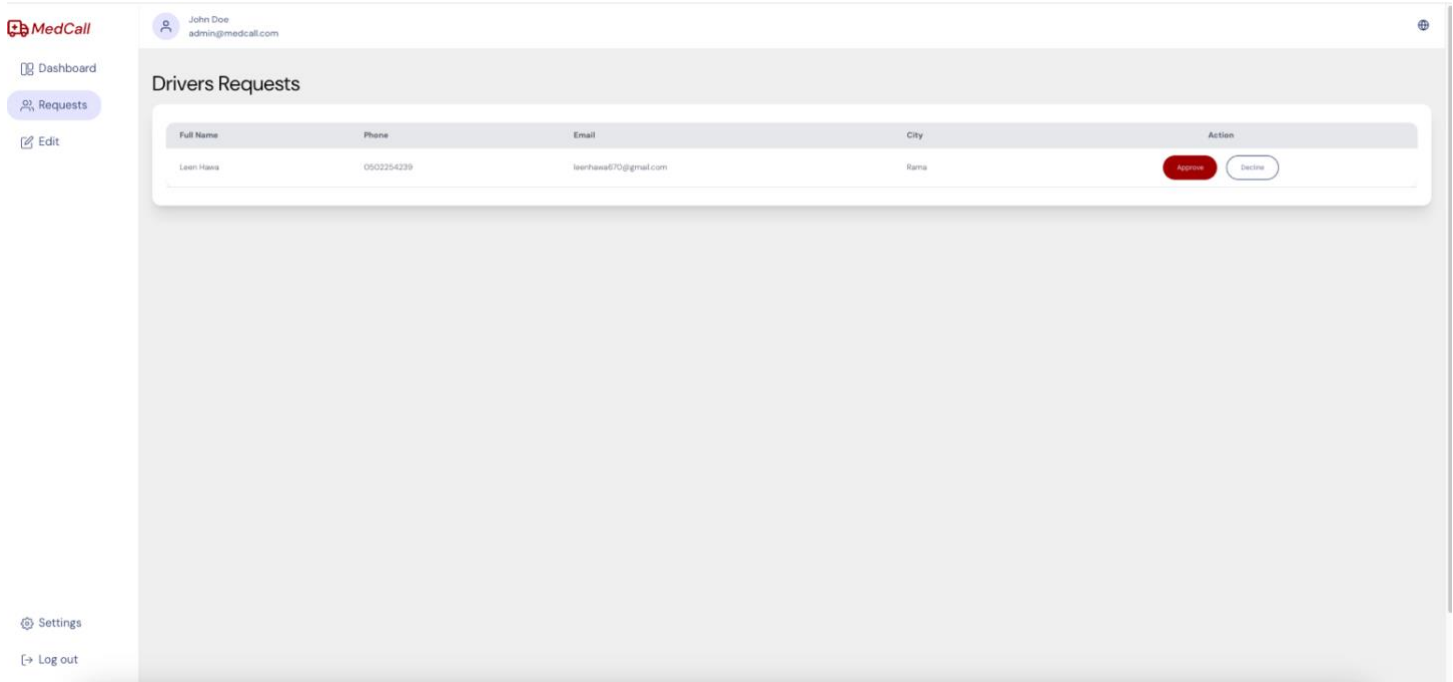 MedCall
John Doe
admin@medcall.com
Dashboard
Requests
Edit
Drivers Requests
Full Name Phone Email City Action
Leen Hawa 0502254239 leenhawa670@gmail.com Rama Approve Decline
Settings
Log out